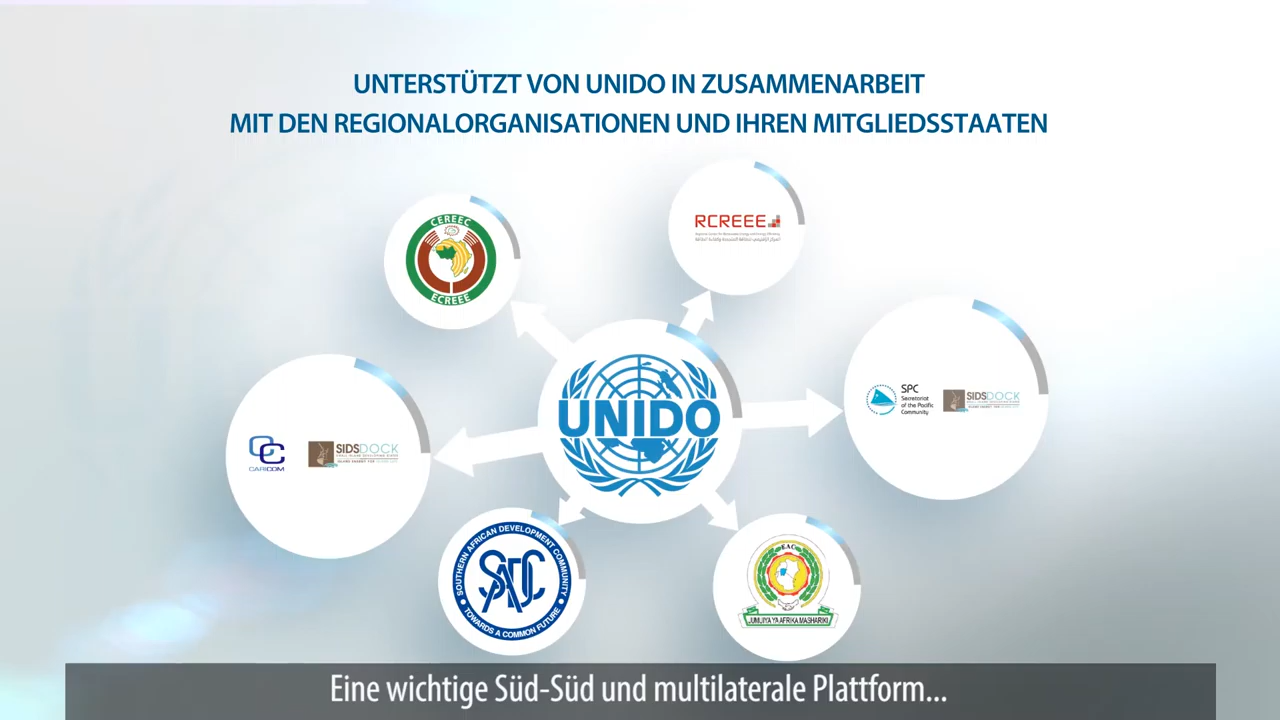 UNTERSTÜTZT VON UNIDO IN ZUSAMMENARBEIT
MIT DEN REGIONALORGANISATIONEN UND IHREN MITGLIEDSSTAATEN
CEREEC
ECREEE
RCREEE
SPC
Secretariat
of the Pacific
Community
SIDSDOCK
UNIDO
CARICOM
SIDSDOCK
SOUTHERN AFRICAN DEVELOPMENT COMMUNITY
SADC
TOWARDS A COMMON FUTURE
EAC
JUMUIYA YA AFRIKA MASHARIKI
Eine wichtige Süd-Süd und multilaterale Plattform...